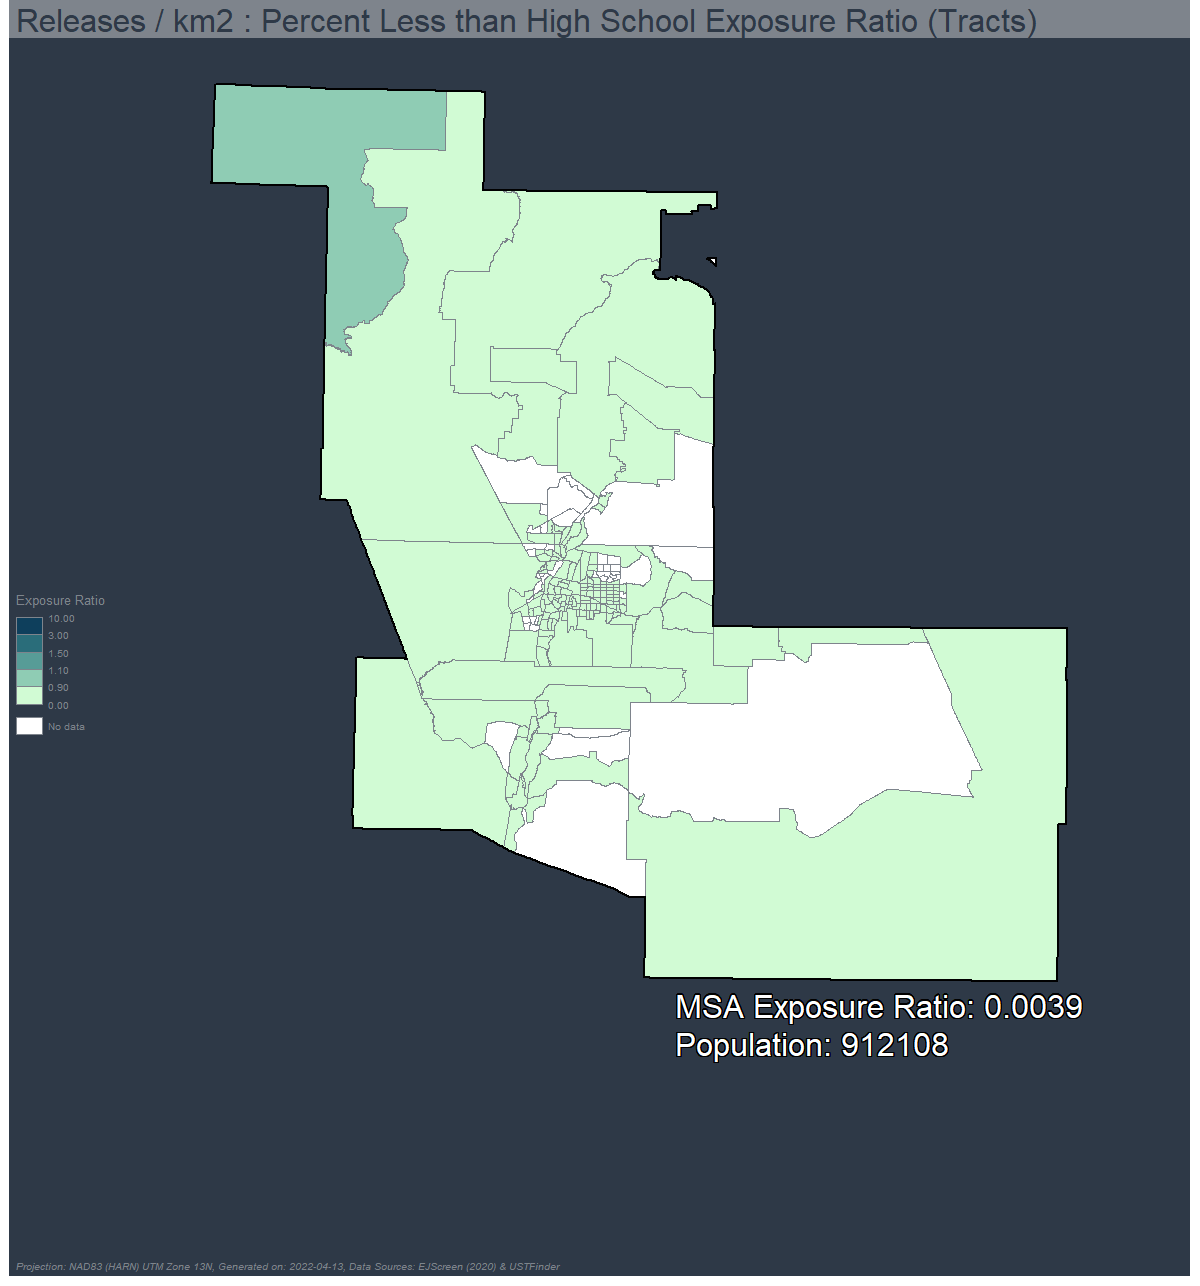 Releases / km2 : Percent Less than High School Exposure Ratio (Tracts)
Exposure Ratio
10.00
3.00
1.50
1.10
0.90
0.00
No data
MSA Exposure Ratio: 0.0039
Population: 912108
Projection: NAD83 (HARN) UTM Zone 13N, Generated on: 2022-04-13, Data Sources: EJScreen (2020) & USTFinder